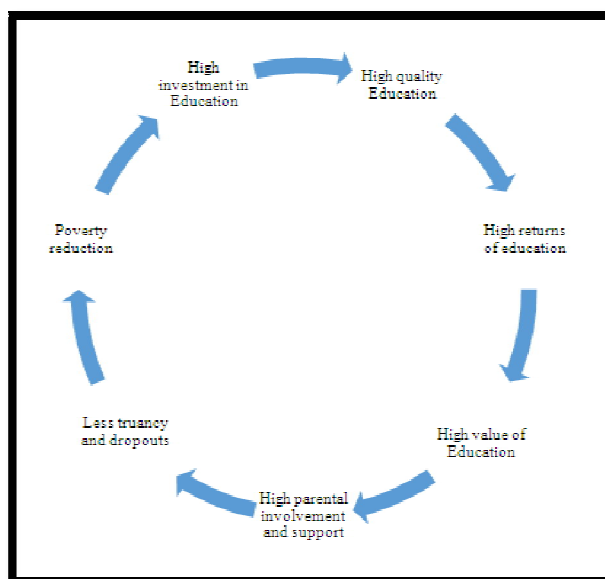 High
investment in
Education
High quality
Education
High returns
of education
High value of
Education
High parental
involvement
and support
Less truancy
and dropouts
Poverty
reduction